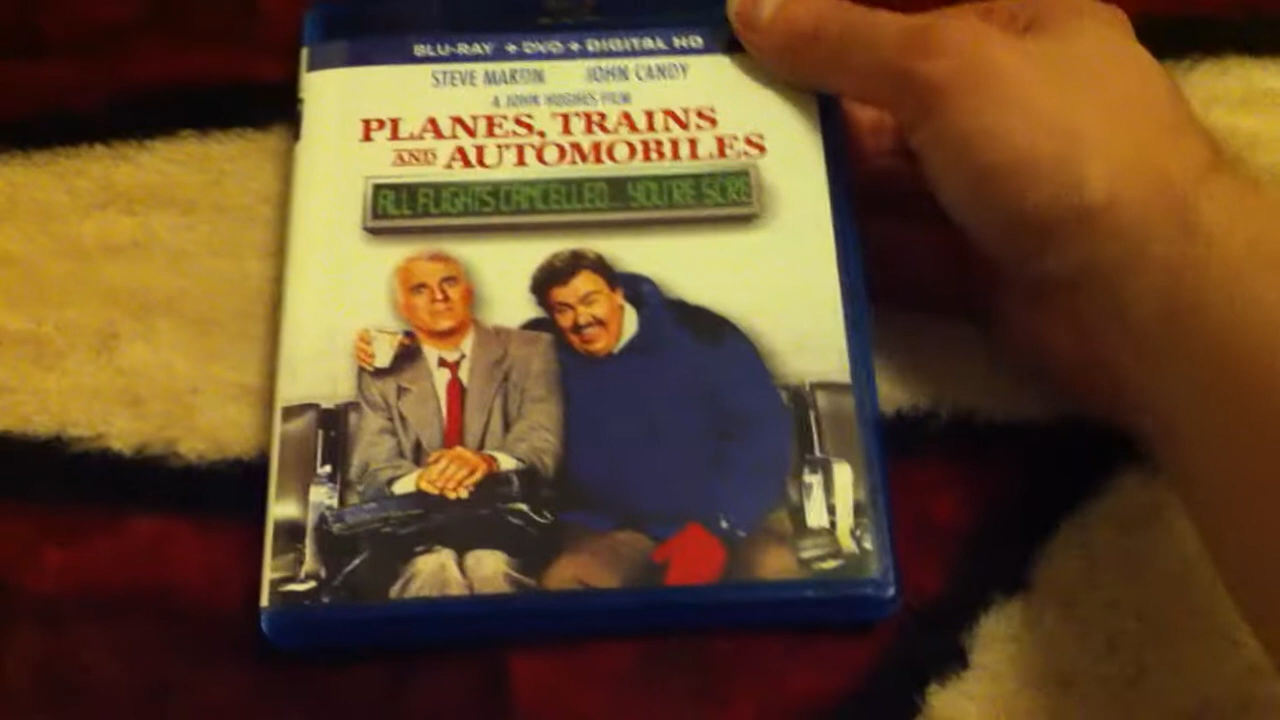 BLU-RAY + DVD + DIGITAL HD
STEVE MARTIN JOHN CANDY
A JOHN HUGHES FILM
PLANES, TRAINS
AND AUTOMOBILES
ALL FLIGHTS CANCELLED... YOU'RE SCRE